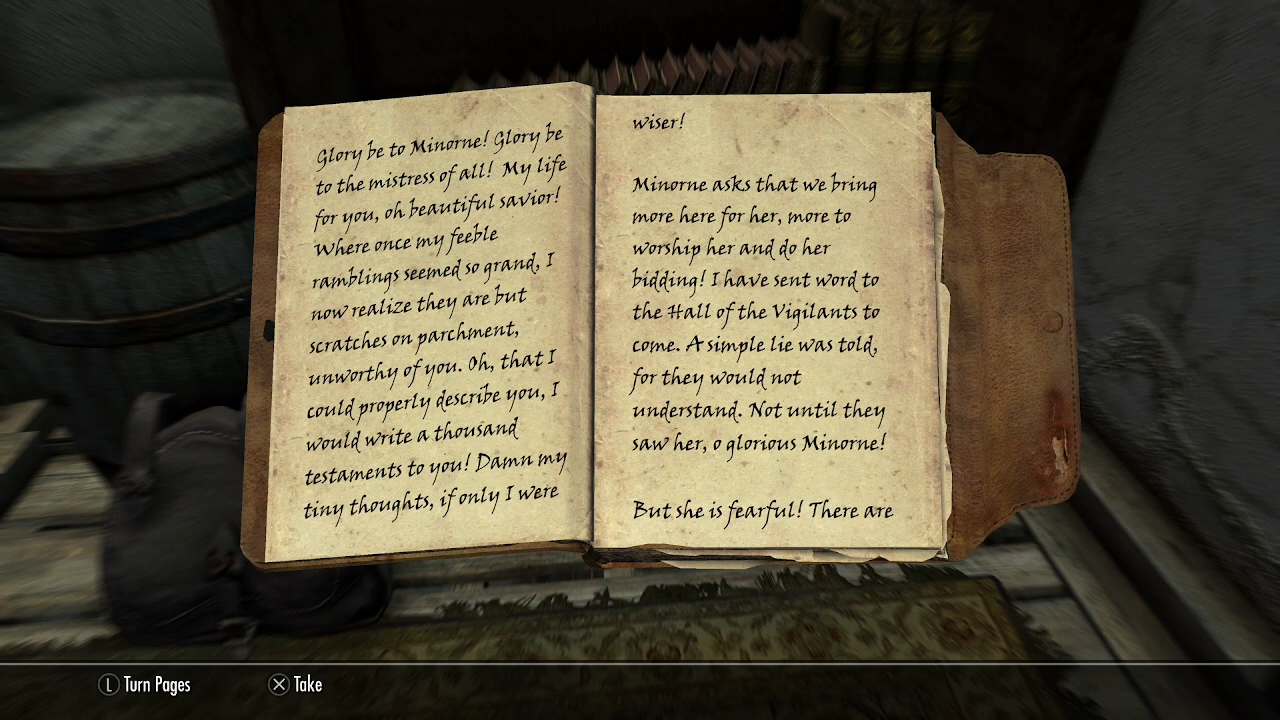 Glory be to Minorne! Glory be
to the mistress of all! My life
for you, oh beautiful savior!
Where once my feeble
ramblings seemed so grand, I
now realize they are but
scratches on parchment,
unworthy of you. Oh, that I
could properly describe you, I
would write a thousand
testaments to you! Damn my
tiny thoughts, if only I were
wiser!
Minorne asks that we bring
more here for her, more to
worship her and do her
bidding! I have sent word to
the Hall of the Vigilants to
come. A simple lie was told,
for they would not
understand. Not until they
saw her, o glorious Minorne!
But she is fearful! There are
L Turn Pages
X Take